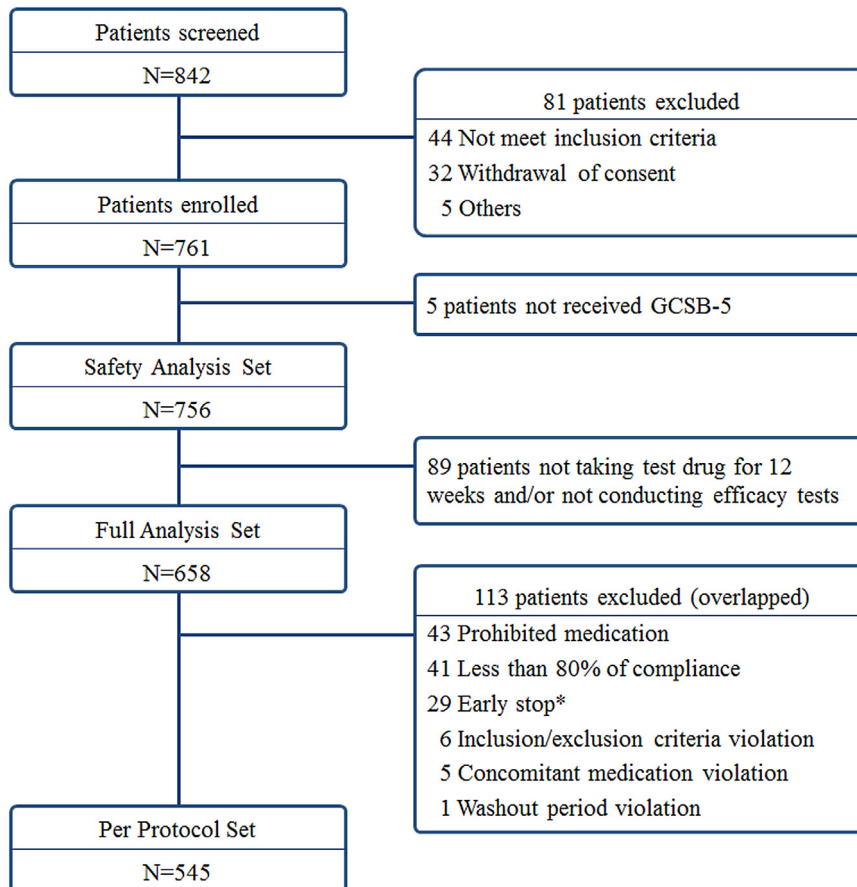 Patients screened
N=842
81 patients excluded
44 Not meet inclusion criteria
32 Withdrawal of consent
5 Others
Patients enrolled
N=761
5 patients not received GCSB-5
Safety Analysis Set
N=756
89 patients not taking test drug for 12
weeks and/or not conducting efficacy tests
Full Analysis Set
N=658
113 patients excluded (overlapped)
43 Prohibited medication
41 Less than 80% of compliance
29 Early stop*
6 Inclusion/exclusion criteria violation
5 Concomitant medication violation
1 Washout period violation
Per Protocol Set
N=545